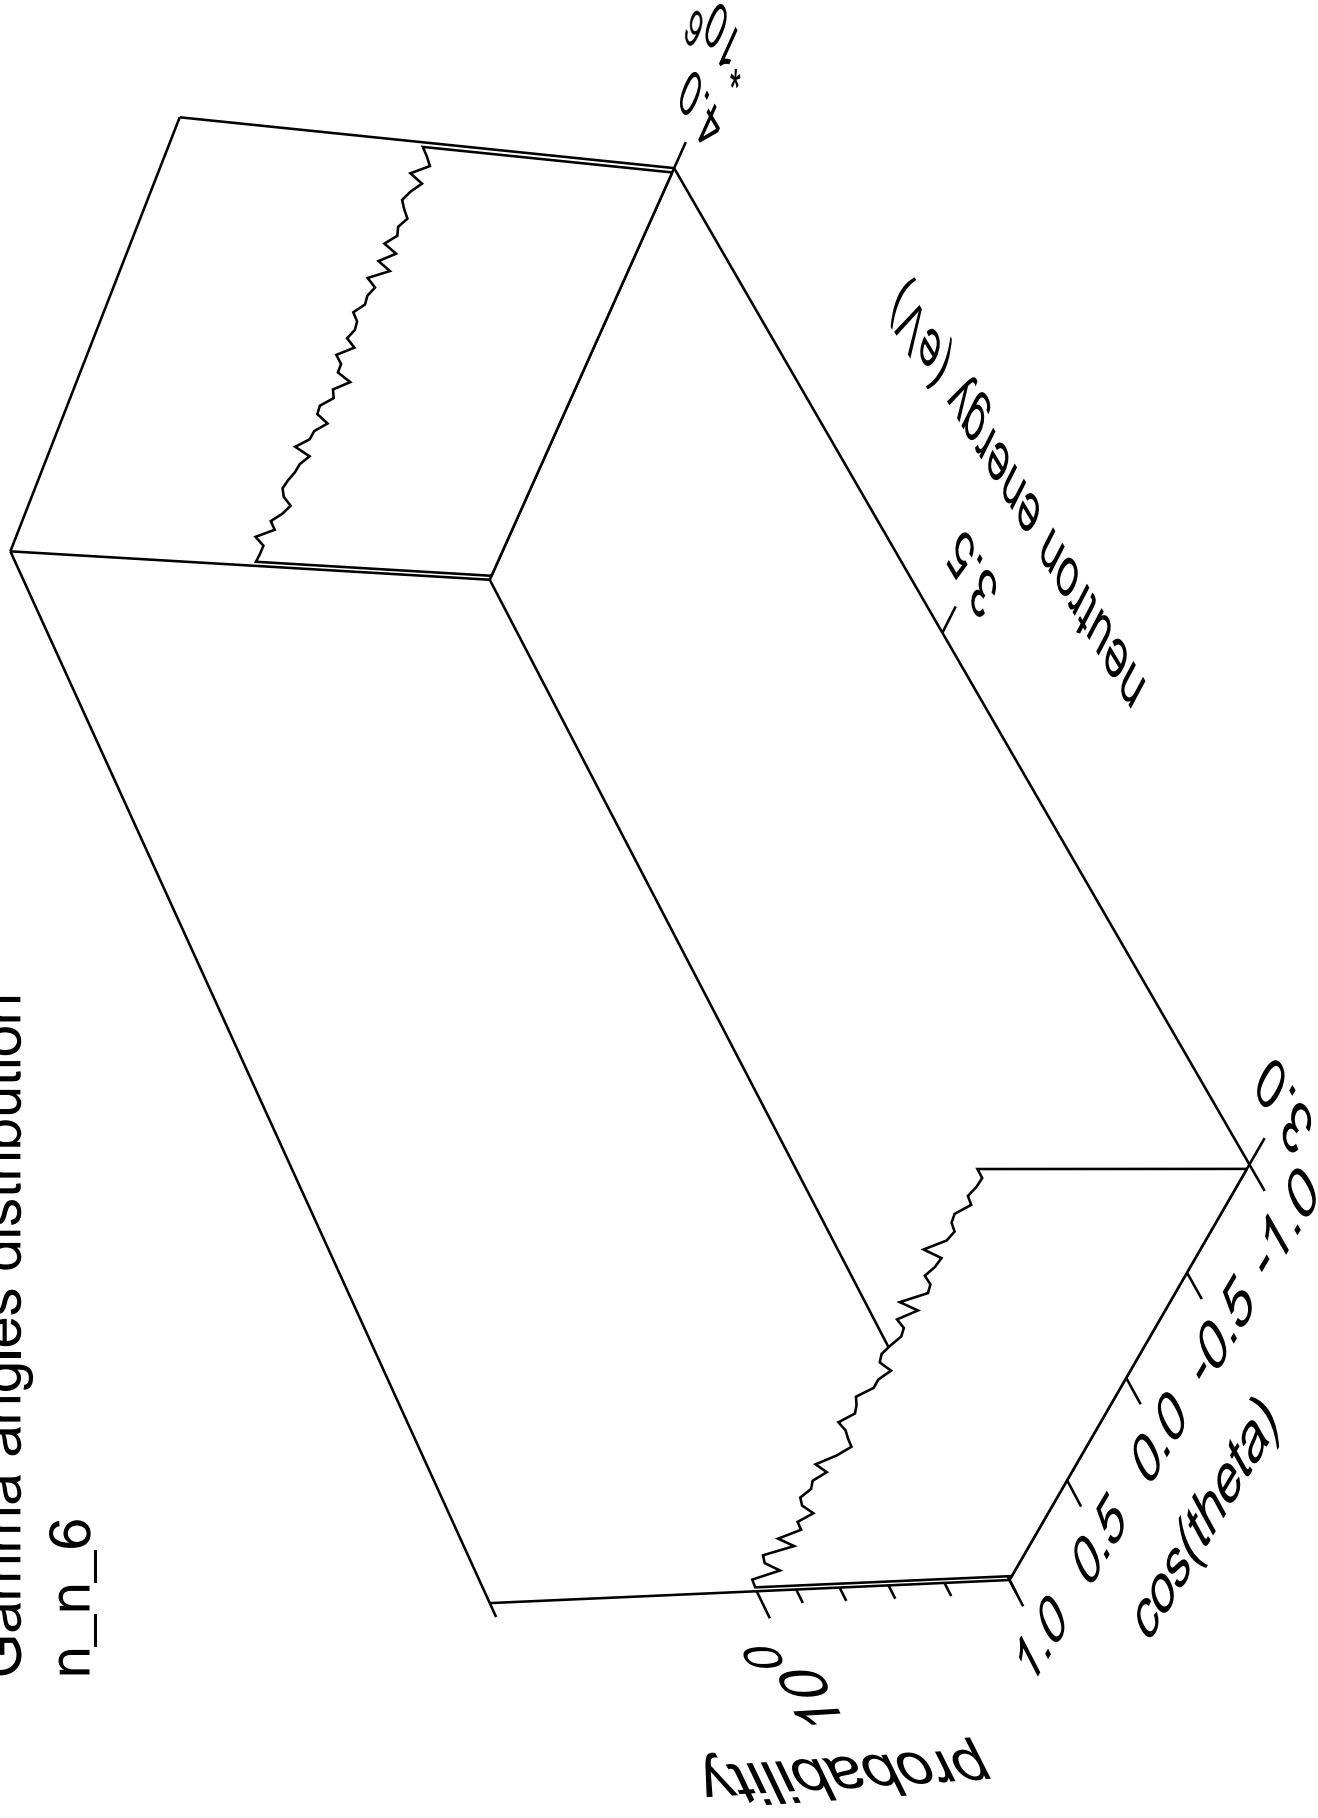 Gamma angles distribution
n_n_6
probability
10^0
1.0 0.5 0.0 -0.5 -1.0
cos(theta)
3.0 3.5 4.0
*10^6
neutron energy (eV)